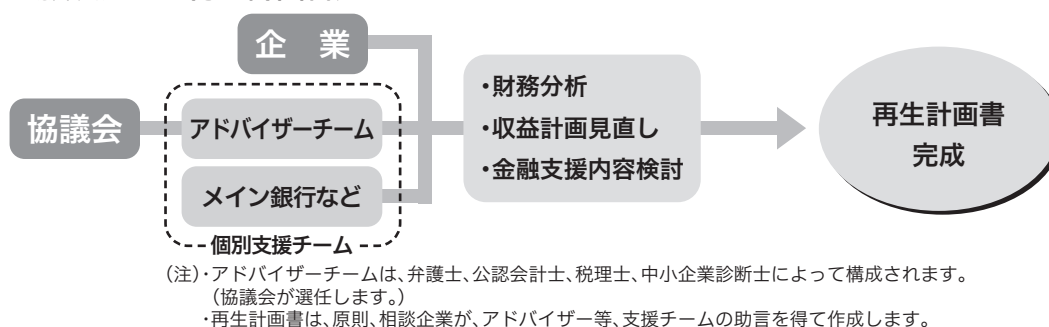 企 業
協議会
アドバイザーチーム
メイン銀行など
個別支援チーム
・財務分析
・収益計画見直し
・金融支援内容検討
再生計画書
完成
(注)・アドバイザーチームは、弁護士、公認会計士、税理士、中小企業診断士によって構成されます。
(協議会が選任します。)
・再生計画書は、原則、相談企業が、アドバイザー等、支援チームの助言を得て作成します。